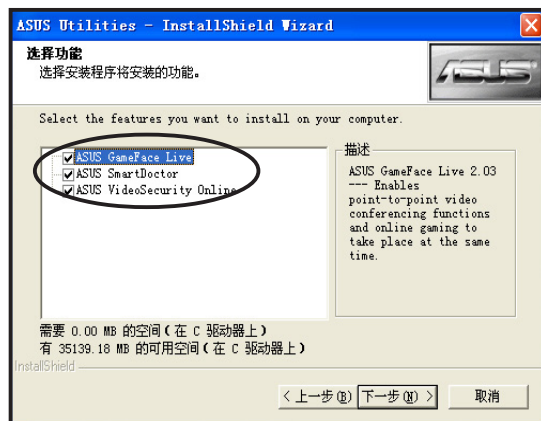 ASUS Utilities - InstallShield Wizard
选择功能
选择安装程序将安装的功能。
ASUS
Select the features you want to install on your computer.
ASUS GameFace Live
ASUS SmartDoctor
ASUS VideoSecurity Online
描述
ASUS GameFace Live 2.03
--- Enables
point-to-point video
conferencing functions
and online gaming to
take place at the same
time.
需要 0.00 MB 的空间(在 C 驱动器上)
有 35139.18 MB 的可用空间(在 C 驱动器上)
InstallShield
< 上一步(B)
下一步(N) >
取消